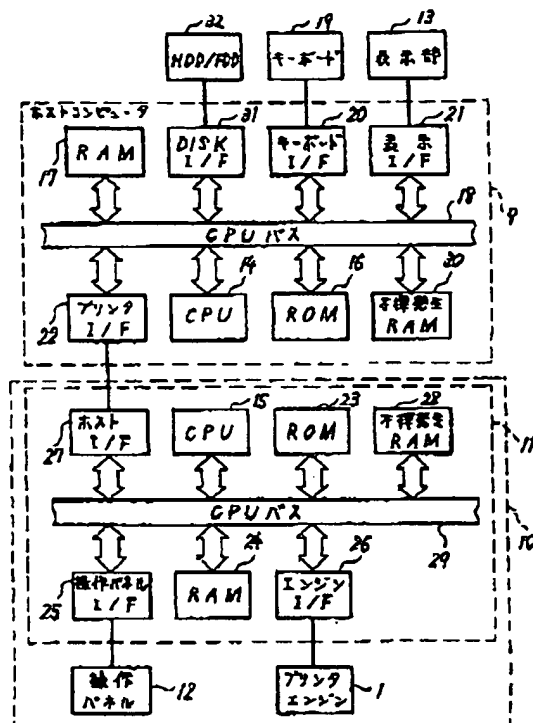 32
19
13
HDD/FDD
キーボード
表示部
ホストコンピュータ
31
20
21
RAM
DISK
I/F
キーボード
I/F
表示
I/F
17
18
9
CPUバス
14
16
30
22
プリンタ
I/F
CPU
ROM
不揮発生
RAM
15
23
28
27
ホスト
I/F
CPU
ROM
不揮発生
RAM
11
10
CPUバス
29
24
26
25
操作パネル
I/F
RAM
エンジン
I/F
操作
パネル
12
プリンタ
エンジン
1